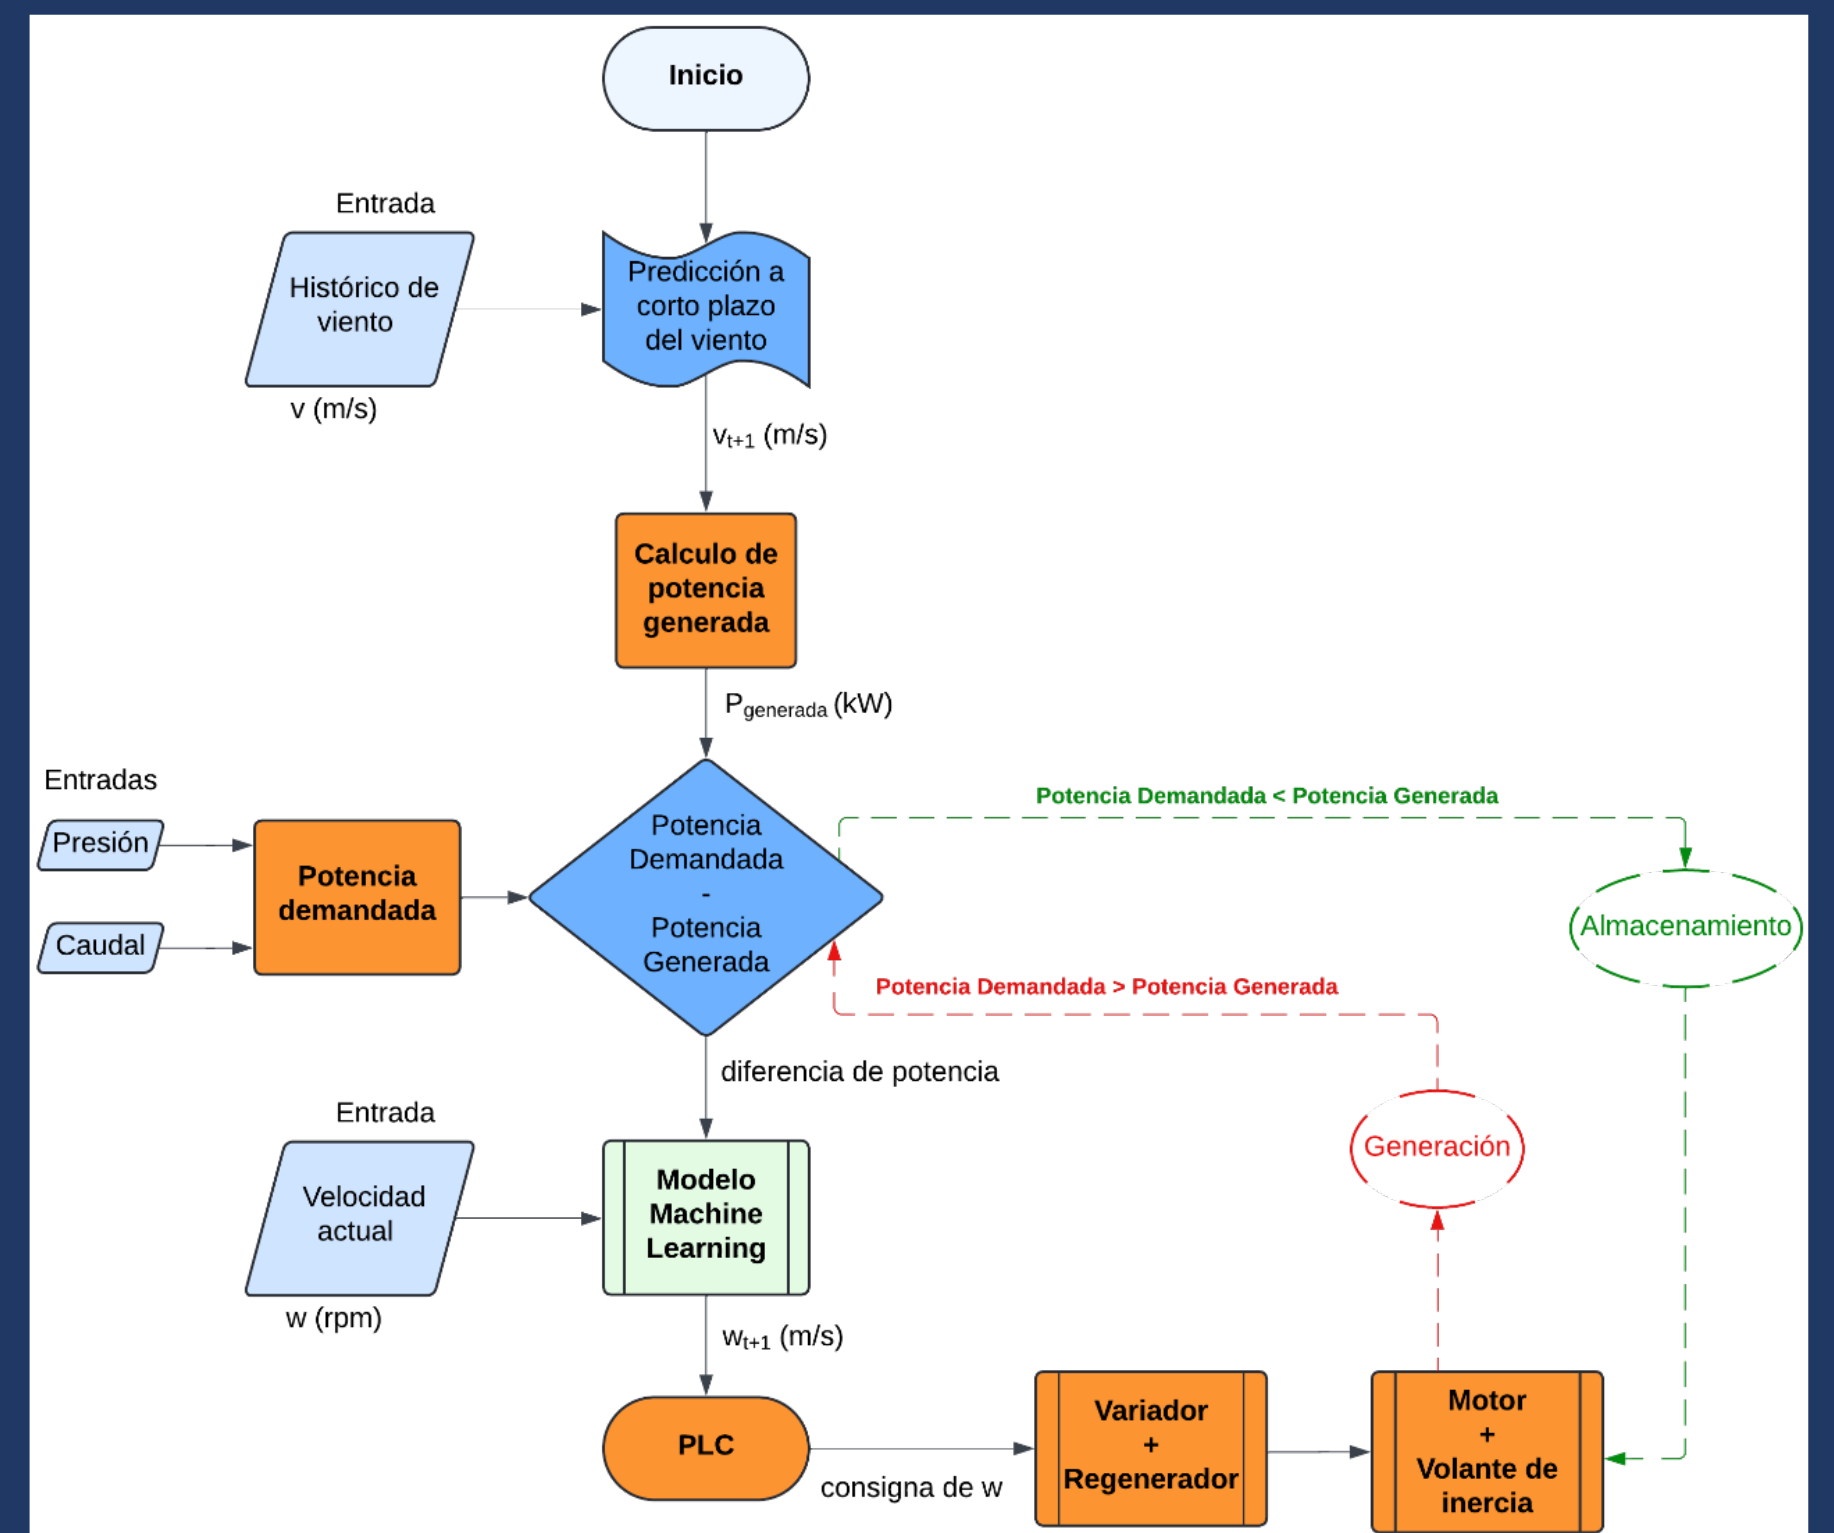 Inicio
Entrada
Histórico de
viento
v (m/s)
Predicción a
corto plazo
del viento
vt+1 (m/s)
Calculo de
potencia
generada
Pgenerada (kW)
Entradas
Presión
Caudal
Potencia
demandada
Potencia
Demandada
-
Potencia
Generada
Potencia Demandada < Potencia Generada
Almacenamiento
Potencia Demandada > Potencia Generada
diferencia de potencia
Generación
Entrada
Velocidad
actual
w (rpm)
Modelo
Machine
Learning
wt+1 (m/s)
PLC
consigna de w
Variador
+
Regenerador
Motor
+
Volante de
inercia